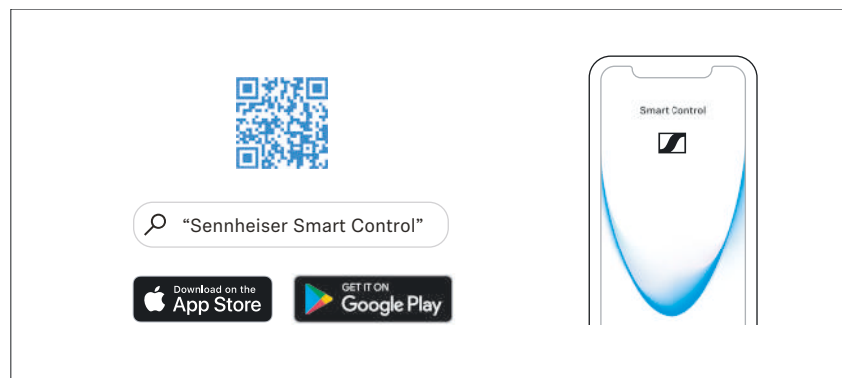 “Sennheiser Smart Control”
Download on the
App Store
GET IT ON
Google Play
Smart Control